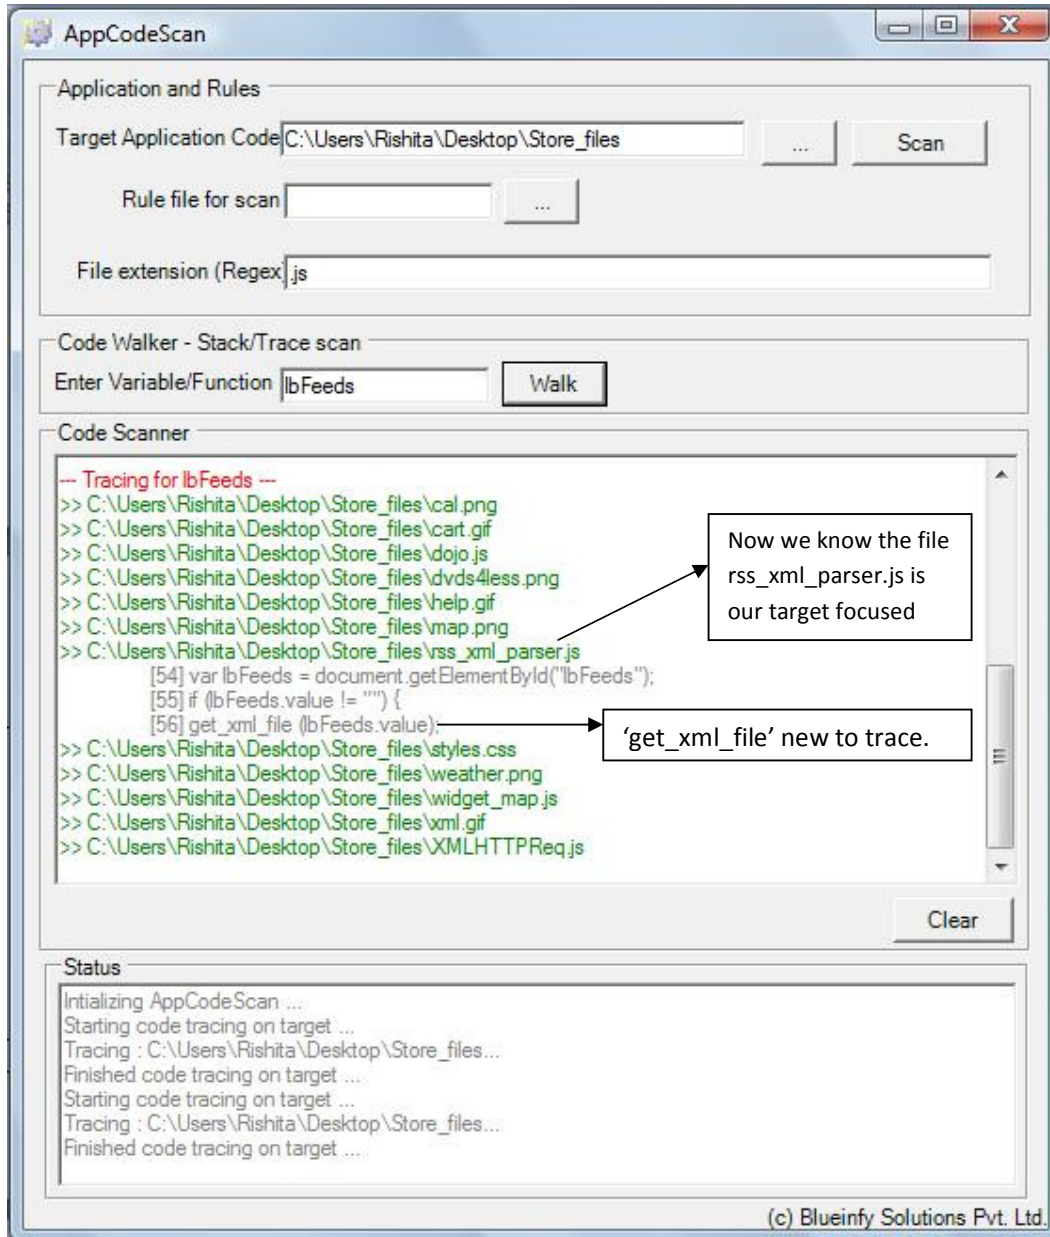 AppCodeScan
X
Application and Rules
Target Application Code C:\Users\Rishita\Desktop\Store_files ... Scan
Rule file for scan ...
File extension (Regex) .js
Code Walker - Stack/Trace scan
Enter Variable/Function lbFeeds Walk
Code Scanner
--- Tracing for lbFeeds ---
>> C:\Users\Rishita\Desktop\Store_files\cal.png
>> C:\Users\Rishita\Desktop\Store_files\cart.gif
>> C:\Users\Rishita\Desktop\Store_files\dojo.js
>> C:\Users\Rishita\Desktop\Store_files\dvds4less.png
>> C:\Users\Rishita\Desktop\Store_files\help.gif
>> C:\Users\Rishita\Desktop\Store_files\map.png
>> C:\Users\Rishita\Desktop\Store_files\rss_xml_parser.js
[54] var lbFeeds = document.getElementById("lbFeeds");
[55] if (lbFeeds.value != "") {
[56] get_xml_file (lbFeeds.value);
>> C:\Users\Rishita\Desktop\Store_files\styles.css
>> C:\Users\Rishita\Desktop\Store_files\weather.png
>> C:\Users\Rishita\Desktop\Store_files\widget_map.js
>> C:\Users\Rishita\Desktop\Store_files\xml.gif
>> C:\Users\Rishita\Desktop\Store_files\XMLHTTPReq.js
Now we know the file
rss_xml_parser.js is
our target focused
‘get_xml_file’ new to trace.
Clear
Status
Intializing AppCodeScan ...
Starting code tracing on target ...
Tracing : C:\Users\Rishita\Desktop\Store_files...
Finished code tracing on target ...
Starting code tracing on target ...
Tracing : C:\Users\Rishita\Desktop\Store_files...
Finished code tracing on target ...
(c) Blueinfy Solutions Pvt. Ltd.